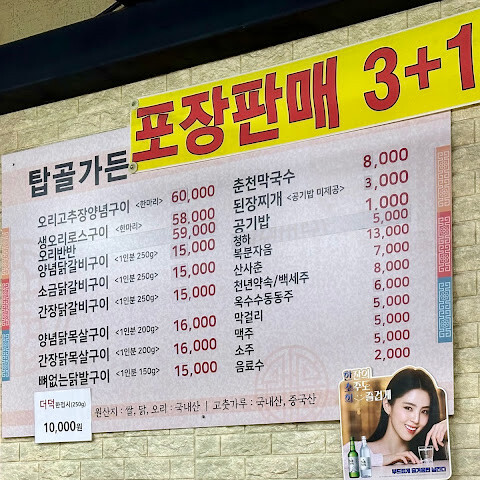 포장판매 3+1
탑골가든
오리고추장양념구이 <한마리> 60,000
생오리로스구이 <한마리> 58,000
오리반반 59,000
양념닭갈비구이 <1인분 250g> 15,000
소금닭갈비구이 <1인분 250g> 15,000
간장닭갈비구이 <1인분 250g> 15,000
양념닭목살구이 <1인분 200g> 16,000
간장닭목살구이 <1인분 200g> 16,000
뼈없는닭발구이 <1인분 150g> 15,000
춘천막국수 8,000
된장찌개 <공기밥 미제공> 3,000
공기밥 1,000
청하 5,000
복분자음 13,000
산사춘 7,000
천년약속/백세주 8,000
옥수수동동주 6,000
막걸리 5,000
맥주 5,000
소주 5,000
음료수 2,000
원산지 : 쌀, 닭, 오리 : 국내산 | 고춧가루 : 국내산, 중국산
더덕한접시(250g)
10,000원
즐겁게